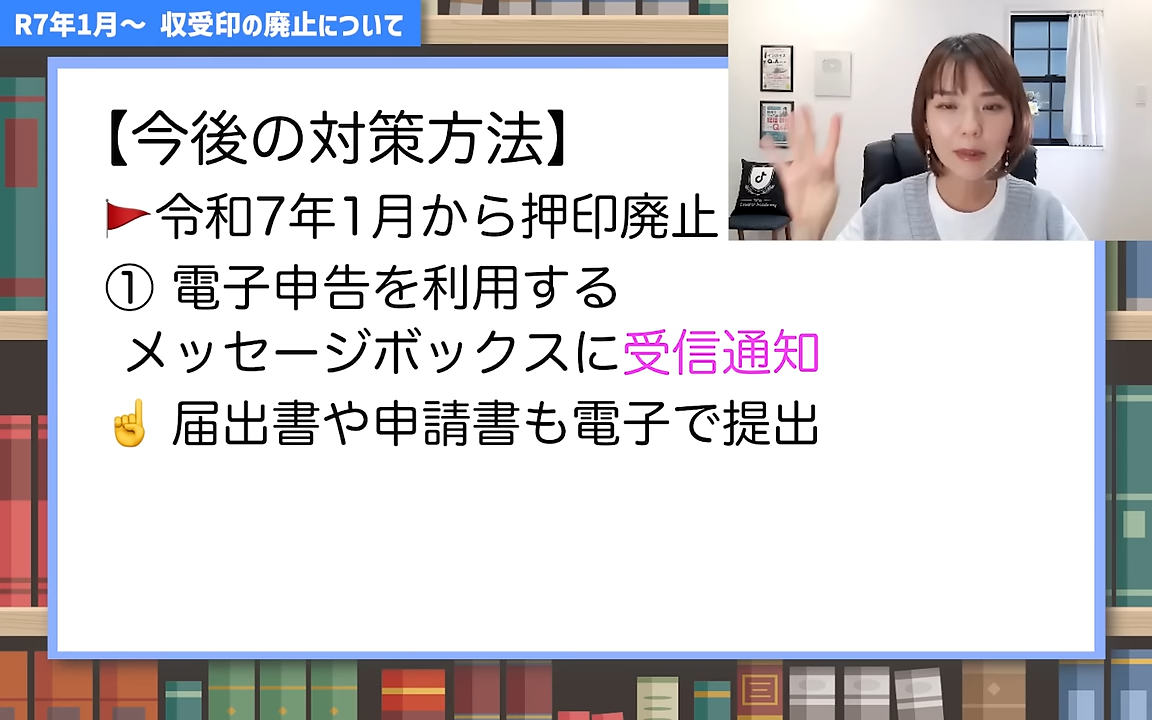 R7年1月～ 収受印の廃止について
【今後の対策方法】
🚩令和7年1月から押印廃止
① 電子申告を利用する
メッセージボックスに受信通知
☝ 届出書や申請書も電子で提出